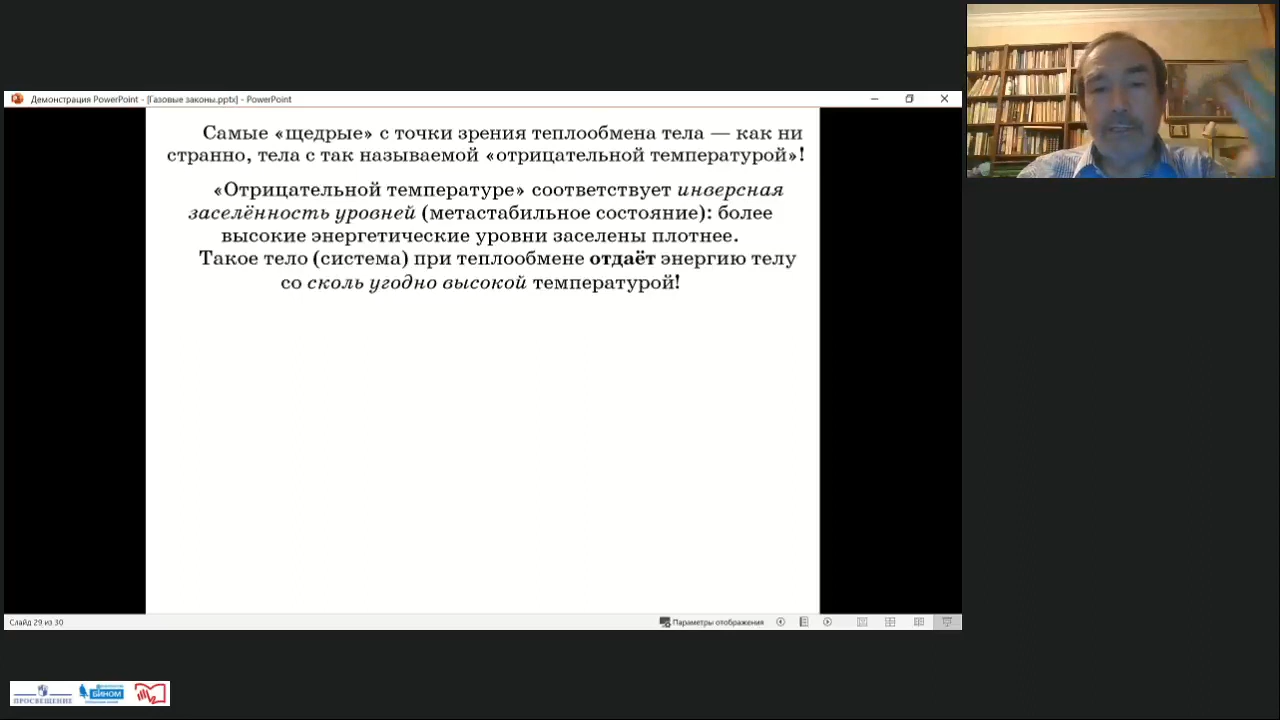 Демонстрация PowerPoint - [Газовые законы.pptx] - PowerPoint
Самые «щедрые» с точки зрения теплообмена тела — как ни
странно, тела с так называемой «отрицательной температурой»!
«Отрицательной температуре» соответствует инверсная
заселённость уровней (метастабильное состояние): более
высокие энергетические уровни заселены плотнее.
Такое тело (система) при теплообмене отдаёт энергию телу
со сколь угодно высокой температурой!
Слайд 29 из 30
Параметры отображения
ПРОСВЕЩЕНИЕ
БИНОМ